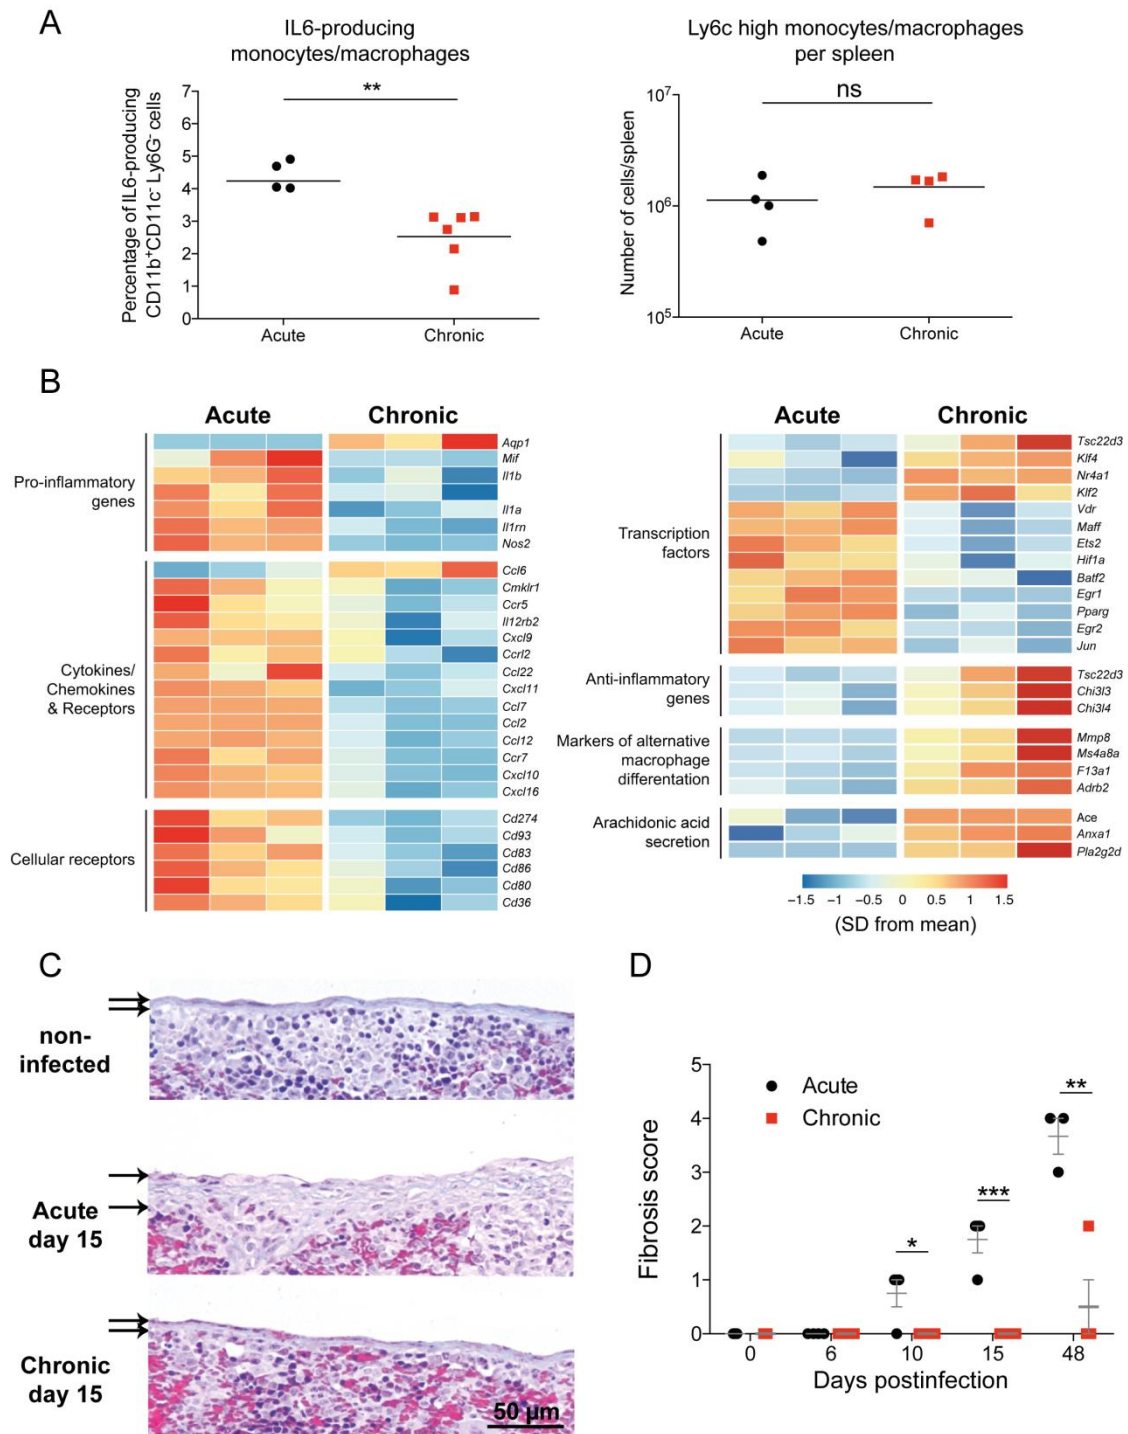 A
IL6-producing
monocytes/macrophages
Percentage of IL6-producing
CD11b⁺CD11c⁻ Ly6G⁻ cells
7
6
5
4
3
2
1
0
**
Acute
Chronic
Ly6c high monocytes/macrophages
per spleen
Number of cells/spleen
10⁷
10⁶
10⁵
ns
Acute
Chronic
B
Acute
Chronic
Pro-inflammatory
genes
Aqp1
Mif
Il1b
Il1a
Il1rn
Nos2
Cytokines/
Chemokines
& Receptors
Ccl6
Cmklr1
Ccr5
Il12rb2
Cxcl9
Ccrl2
Ccl22
Cxcl11
Ccl7
Ccl2
Ccl12
Ccr7
Cxcl10
Cxcl16
Cellular receptors
Cd274
Cd93
Cd83
Cd86
Cd80
Cd36
Acute
Chronic
Transcription
factors
Tsc22d3
Klf4
Nr4a1
Klf2
Vdr
Maff
Ets2
Hif1a
Batf2
Egr1
Pparg
Egr2
Jun
Anti-inflammatory
genes
Tsc22d3
Chi3l3
Chi3l4
Markers of alternative
macrophage
differentation
Mmp8
Ms4a8a
F13a1
Adrb2
Arachidonic acid
secretion
Ace
Anxa1
Pla2g2d
−1.5 −1 −0.5 0 0.5 1 1.5
(SD from mean)
C
non-
infected
Acute
day 15
Chronic
day 15
50 µm
D
Fibrosis score
5
4
3
2
1
0
Acute
Chronic
*
***
**
0 6 10 15 48
Days postinfection